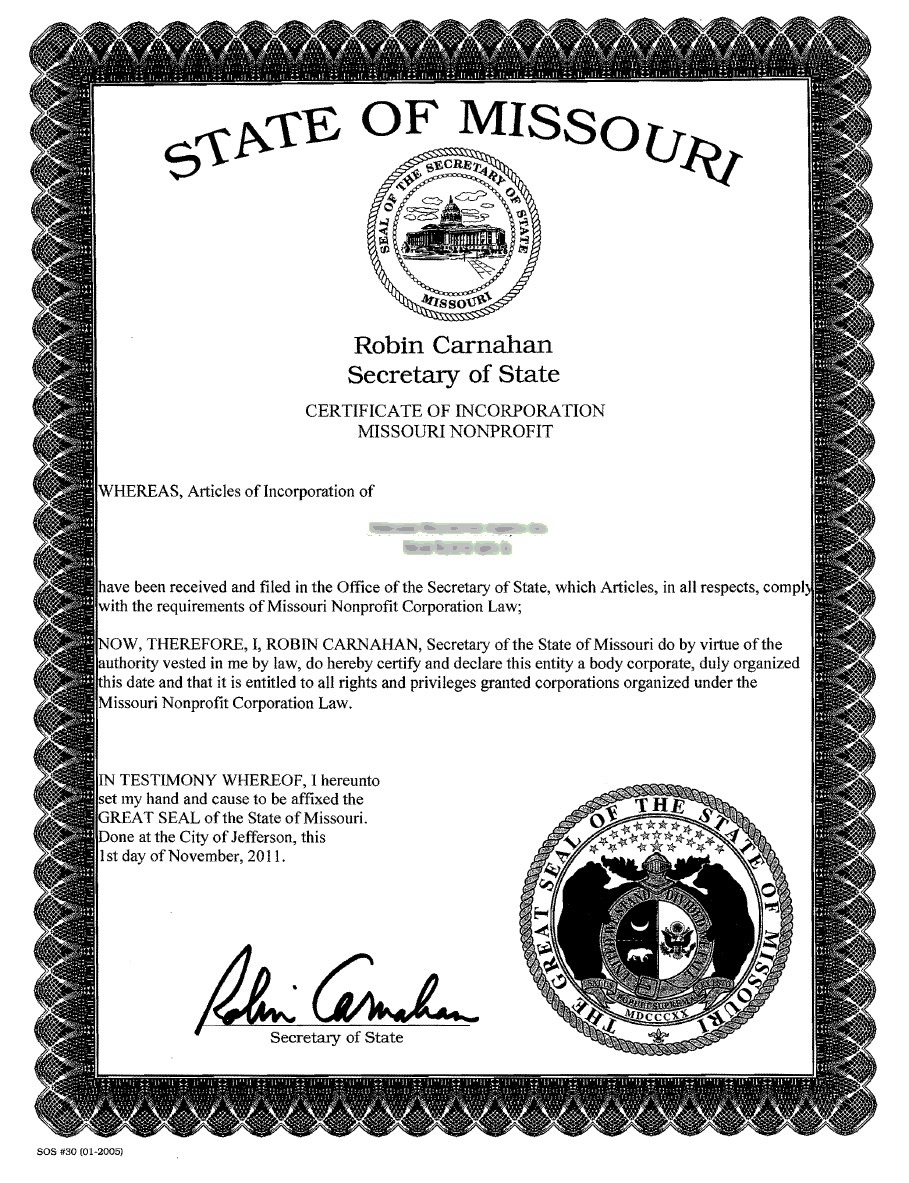 STATE OF MISSOURI
SEAL OF THE SECRETARY OF STATE
MISSOURI
Robin Carnahan
Secretary of State
CERTIFICATE OF INCORPORATION
MISSOURI NONPROFIT
WHEREAS, Articles of Incorporation of
have been received and filed in the Office of the Secretary of State, which Articles, in all respects, comply
with the requirements of Missouri Nonprofit Corporation Law;
NOW, THEREFORE, I, ROBIN CARNAHAN, Secretary of the State of Missouri do by virtue of the
authority vested in me by law, do hereby certify and declare this entity a body corporate, duly organized
this date and that it is entitled to all rights and privileges granted corporations organized under the
Missouri Nonprofit Corporation Law.
IN TESTIMONY WHEREOF, I hereunto
set my hand and cause to be affixed the
GREAT SEAL of the State of Missouri.
Done at the City of Jefferson, this
1st day of November, 2011.
THE GREAT SEAL OF THE STATE OF MISSOURI
STAND DIVIDED
MDCCCXX
Robin Carnahan
Secretary of State
SOS #30 (01-2005)